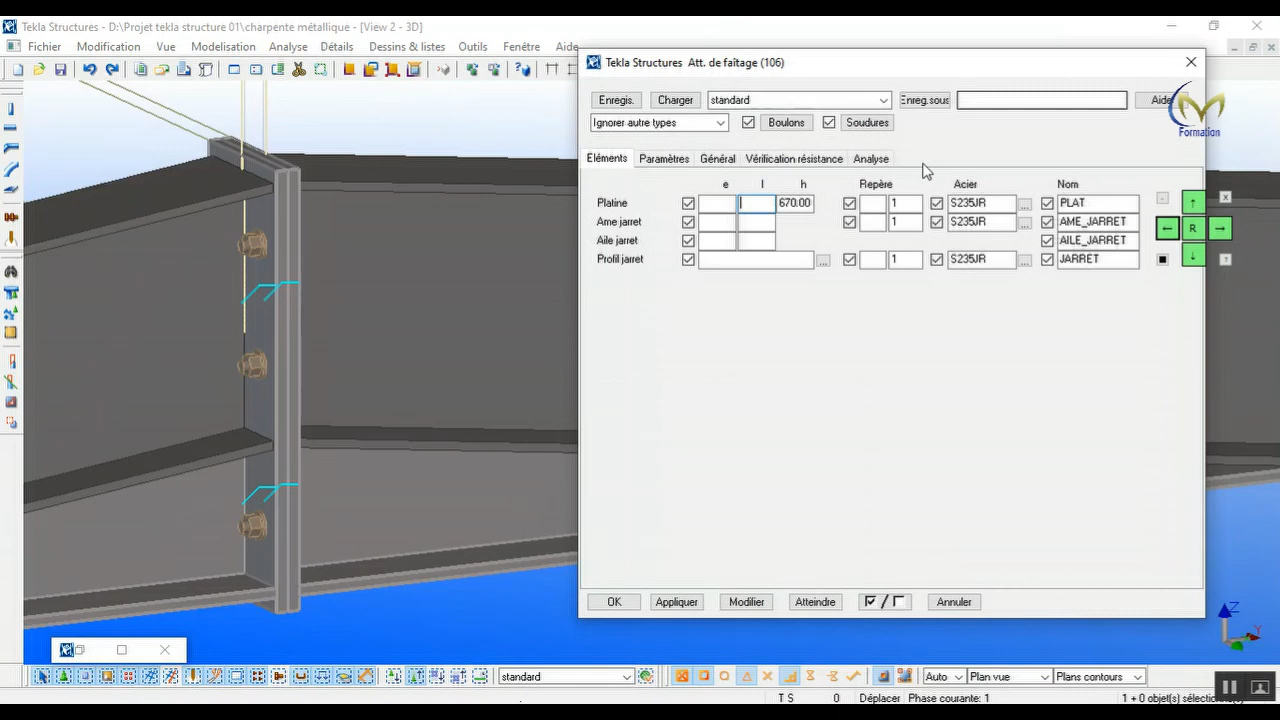 Tekla Structures - D:\Projet tekla structure 01\charpente métallique - [View 2 - 3D]
Fichier Modification Vue Modelisation Analyse Détails Dessins & listes Outils Fenêtre Aide
Tekla Structures Att. de faîtage (106)
Enregis. Charger standard Enreg.sous Aide
Ignorer autre types Boulons Soudures
Formation
Eléments Paramètres Général Vérification résistance Analyse
e l h Repère Acier Nom
Platine 670.00 1 S235JR ... PLAT
Ame jarret 1 S235JR ... AME_JARRET
Aile jarret AILE_JARRET
Profil jarret ... 1 S235JR ... JARRET
R
OK Appliquer Modifier Atteindre / Annuler
Z
standard Auto Plan vue Plans contours
T S 0 Déplacer Phase courante: 1 1 + 0 objet(s) sélectionné